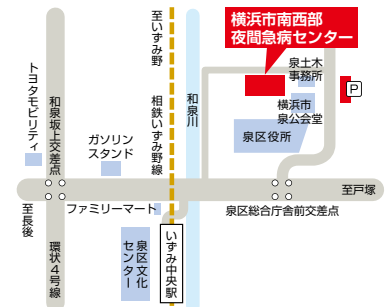 横浜市南西部
夜間急病センター
至いずみ野
トヨタモビリティ
和泉坂上交差点
相鉄いずみ野線
和泉川
泉土木
事務所
P
横浜市
泉公会堂
泉区役所
ガソリン
スタンド
至戸塚
至長後
環状4号線
ファミリーマート
泉区総合庁舎前交差点
泉区文化
センター
いずみ中央駅